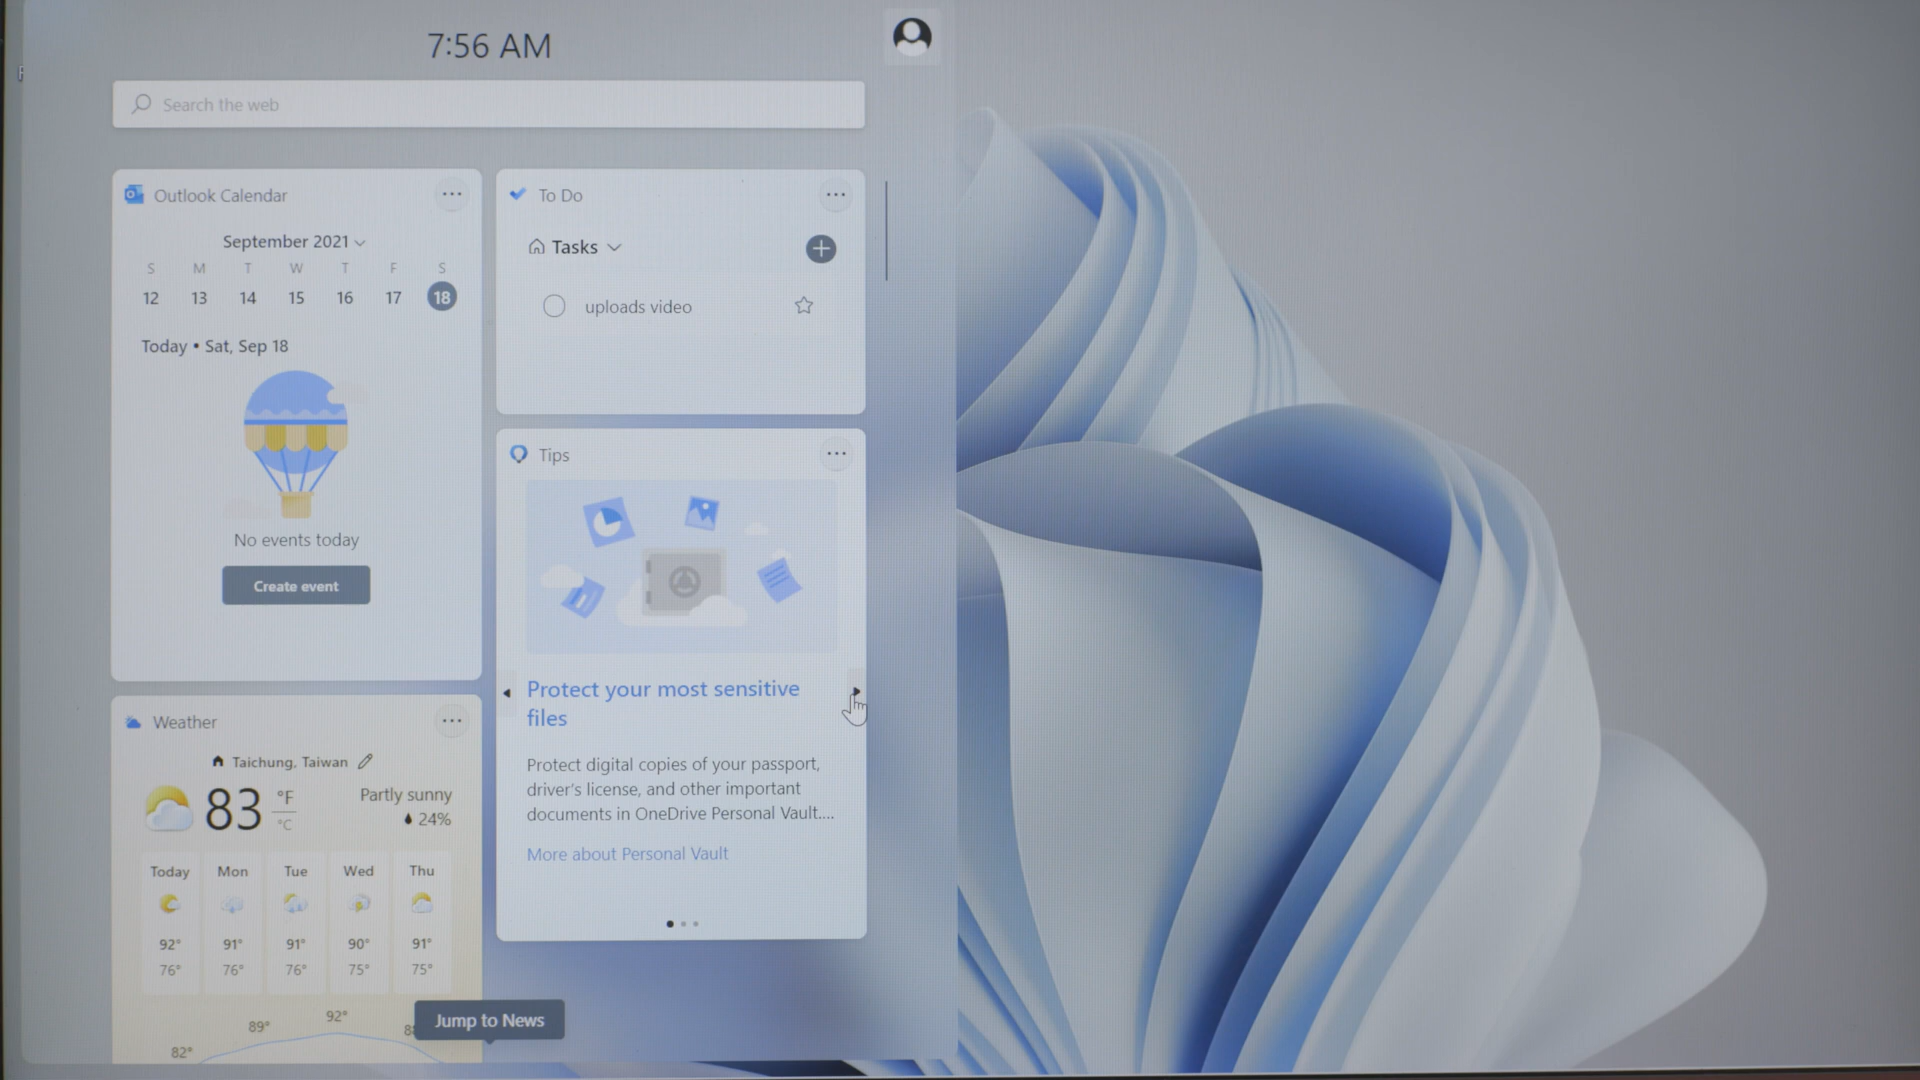 7:56 AM
Search the web
Outlook Calendar
September 2021
S M T W T F S
12 13 14 15 16 17 18
Today • Sat, Sep 18
No events today
Create event
To Do
Tasks
uploads video
Tips
Protect your most sensitive
files
Protect digital copies of your passport,
driver's license, and other important
documents in OneDrive Personal Vault....
More about Personal Vault
Weather
Taichung, Taiwan
83 °F
°C
Partly sunny
24%
Today Mon Tue Wed Thu
92° 91° 91° 90° 91°
76° 76° 76° 75° 75°
82° 89° 92°
Jump to News